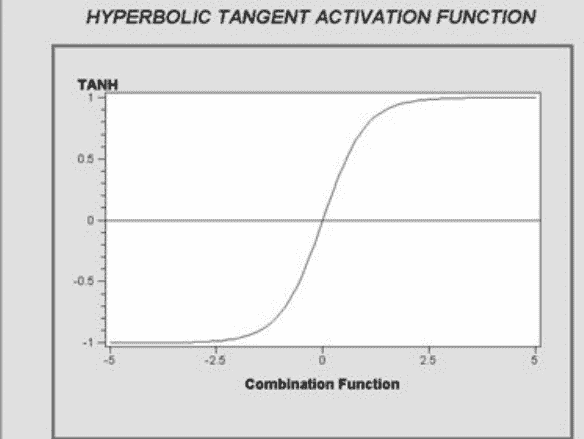 HYPERBOLIC TANGENT ACTIVATION FUNCTION
TANH
1
0.5
0
-0.5
-1
-5 -2.5 0 2.5 5
Combination Function